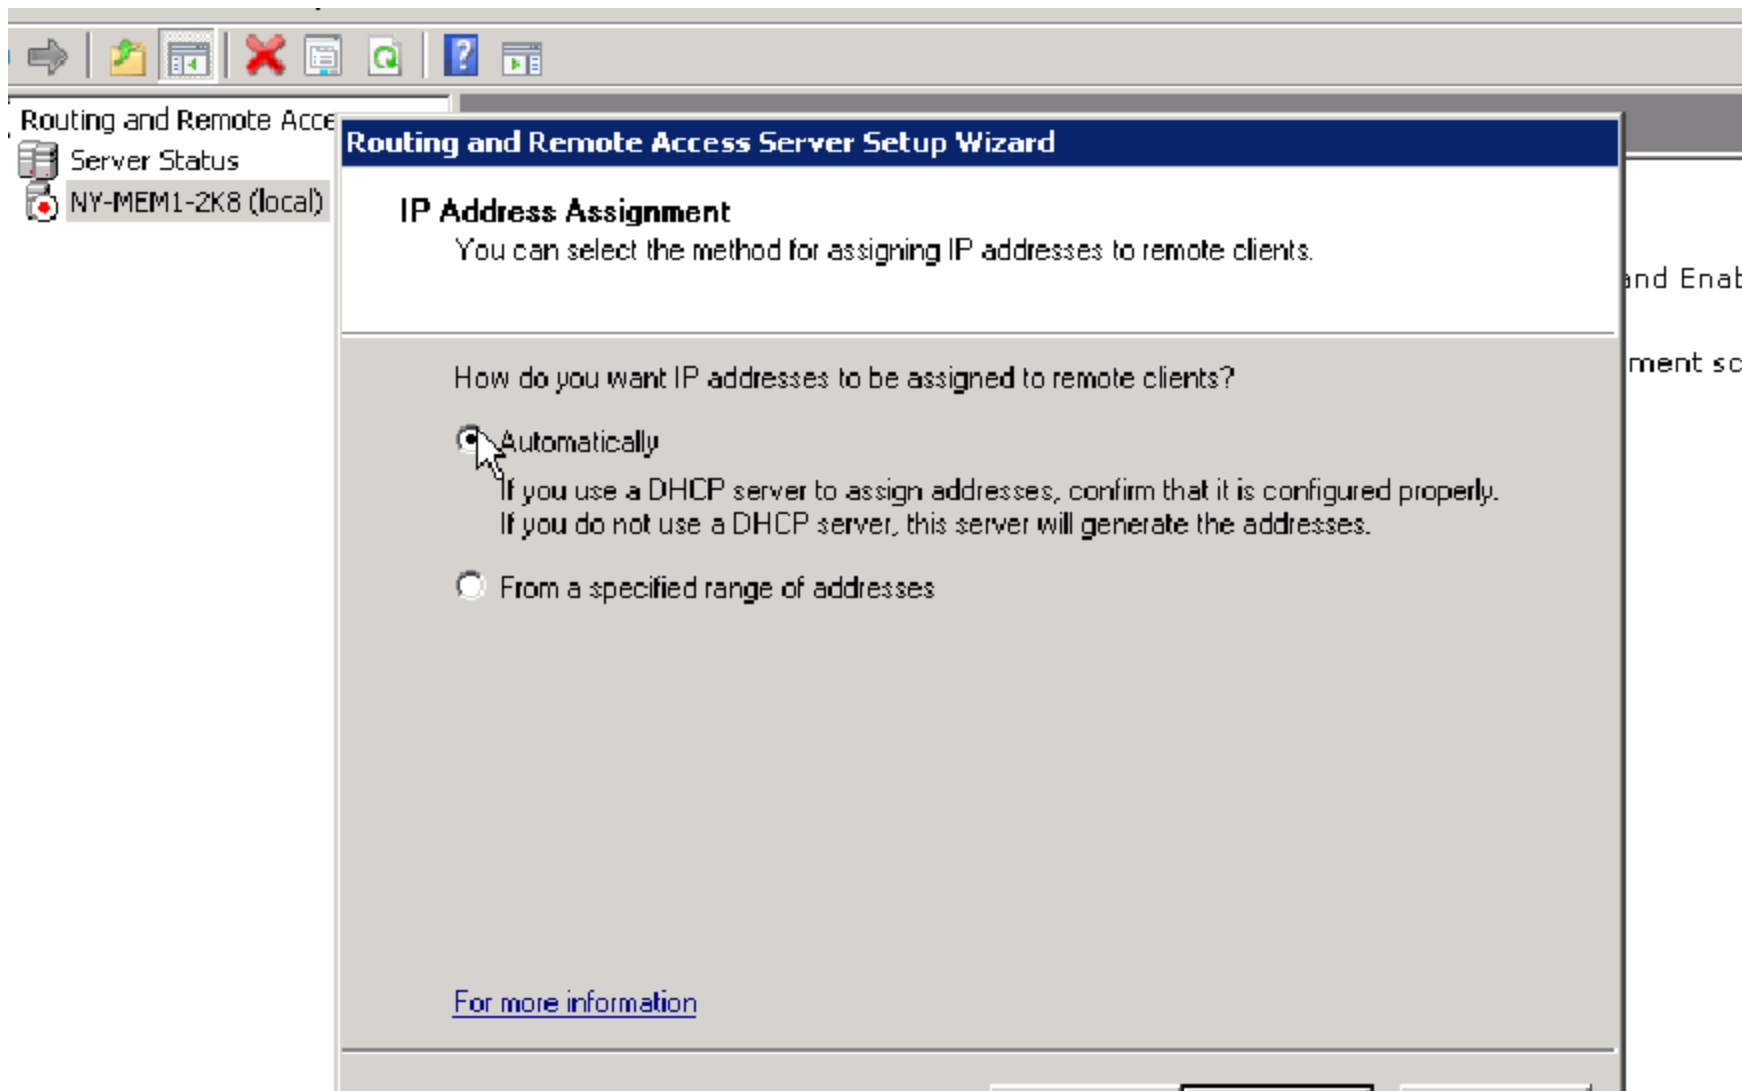 Routing and Remote Acce
Server Status
NY-MEM1-2K8 (local)
Routing and Remote Access Server Setup Wizard
IP Address Assignment
You can select the method for assigning IP addresses to remote clients.
and Enab
ment sc
How do you want IP addresses to be assigned to remote clients?
Automatically
If you use a DHCP server to assign addresses, confirm that it is configured properly.
If you do not use a DHCP server, this server will generate the addresses.
From a specified range of addresses
For more information